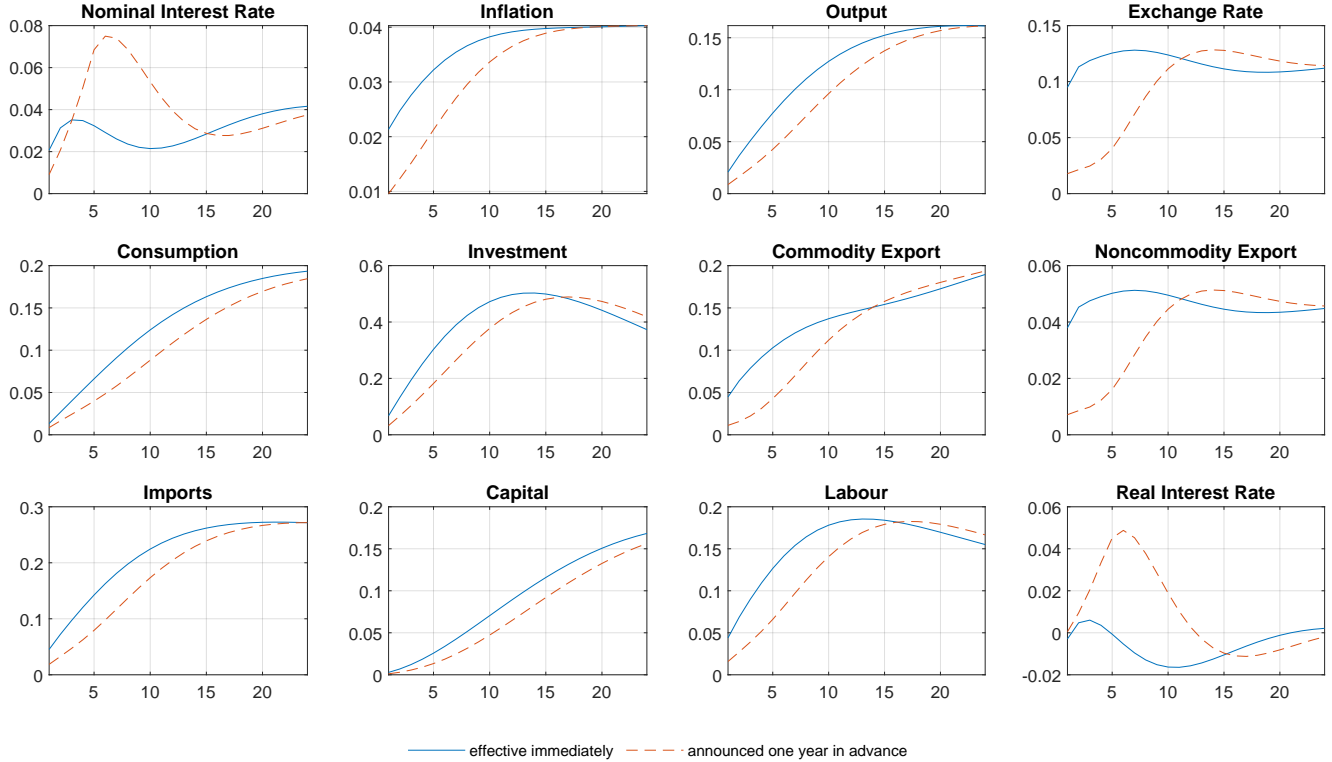 Nominal Interest Rate
0.08
0.06
0.04
0.02
0
5 10 15 20
Inflation
0.04
0.03
0.02
0.01
5 10 15 20
Output
0.15
0.1
0.05
0
5 10 15 20
Exchange Rate
0.15
0.1
0.05
0
5 10 15 20
Consumption
0.2
0.15
0.1
0.05
0
5 10 15 20
Investment
0.6
0.4
0.2
0
5 10 15 20
Commodity Export
0.2
0.15
0.1
0.05
0
5 10 15 20
Noncommodity Export
0.06
0.04
0.02
0
5 10 15 20
Imports
0.3
0.2
0.1
0
5 10 15 20
Capital
0.2
0.15
0.1
0.05
0
5 10 15 20
Labour
0.2
0.15
0.1
0.05
0
5 10 15 20
Real Interest Rate
0.06
0.04
0.02
0
-0.02
5 10 15 20
effective immediately announced one year in advance